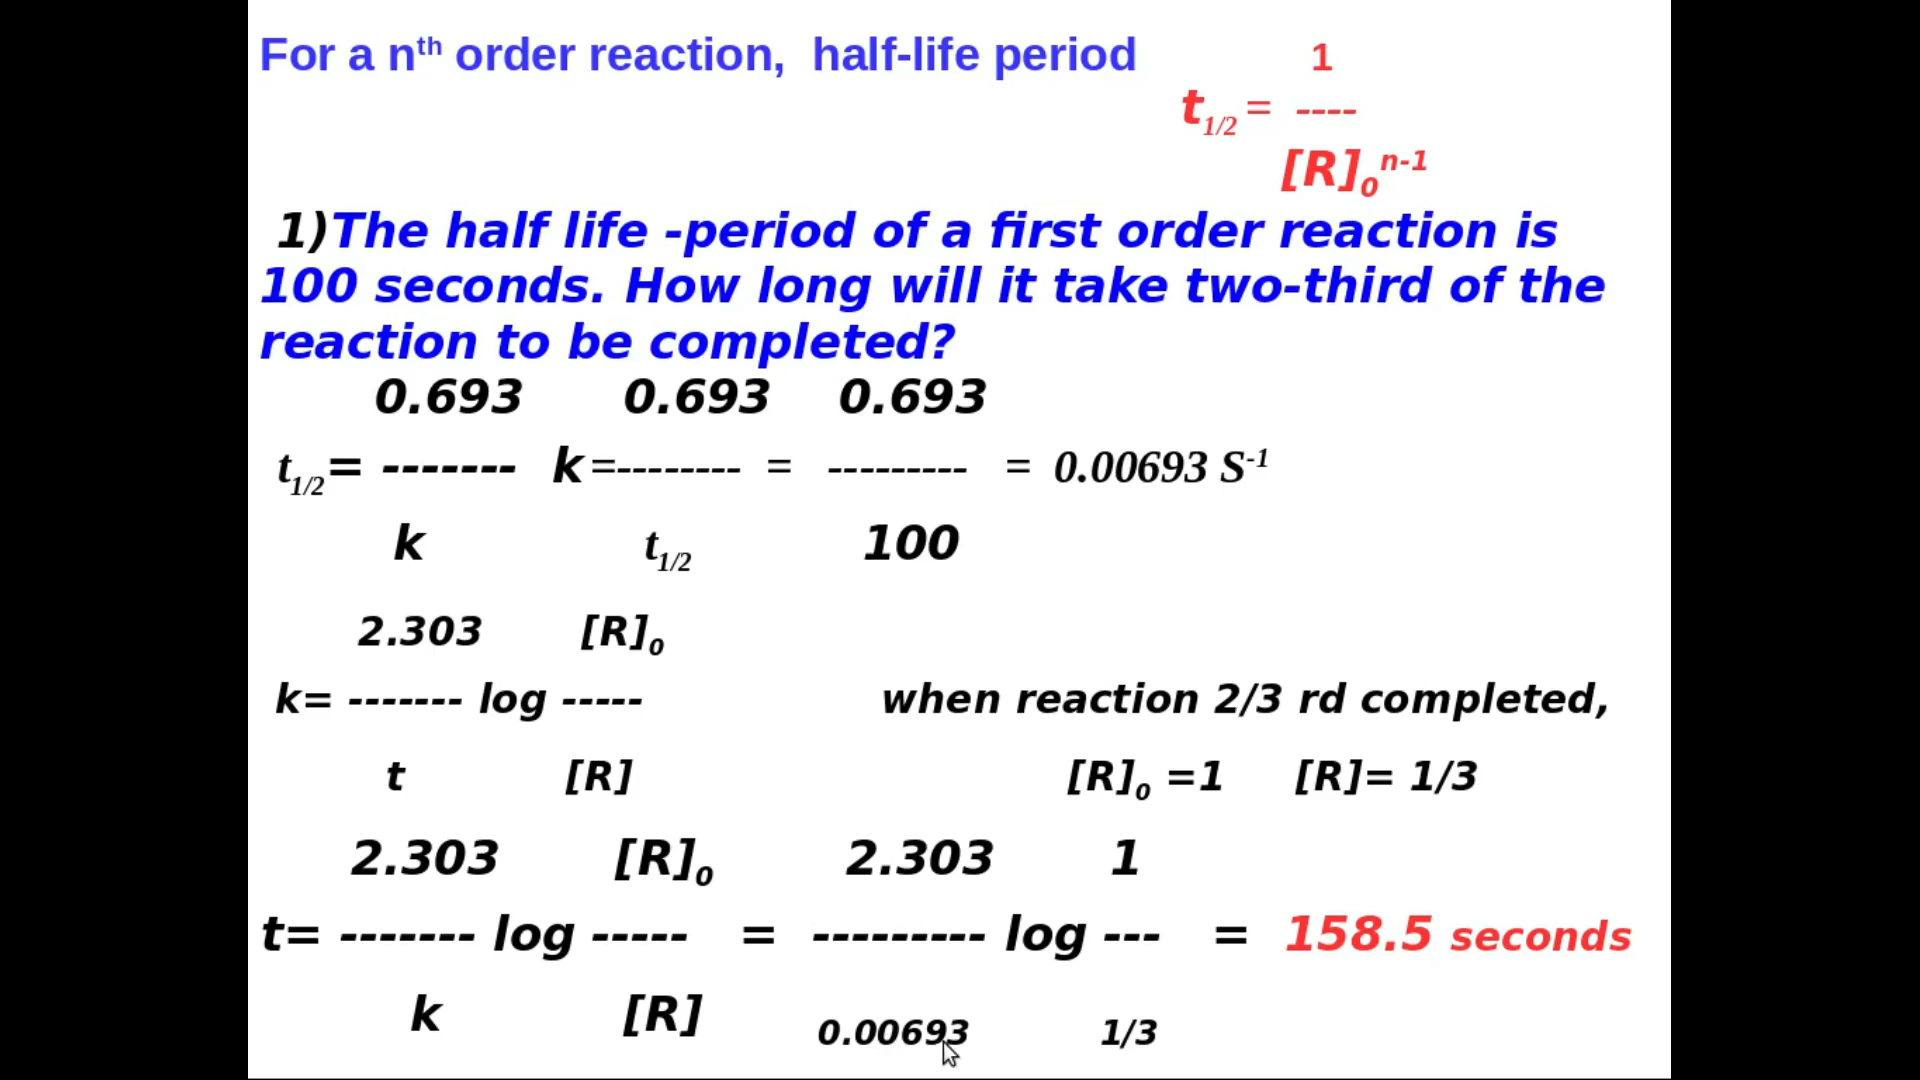 For a nth order reaction, half-life period 1
t1/2 = ----
[R]0n-1
1)The half life -period of a first order reaction is
100 seconds. How long will it take two-third of the
reaction to be completed?
0.693 0.693 0.693
t1/2= ------- k=-------- = --------- = 0.00693 S-1
k t1/2 100
2.303 [R]0
k= ------- log ----- when reaction 2/3 rd completed,
t [R] [R]0 =1 [R]= 1/3
2.303 [R]0 2.303 1
t= ------- log ----- = --------- log --- = 158.5 seconds
k [R] 0.00693 1/3